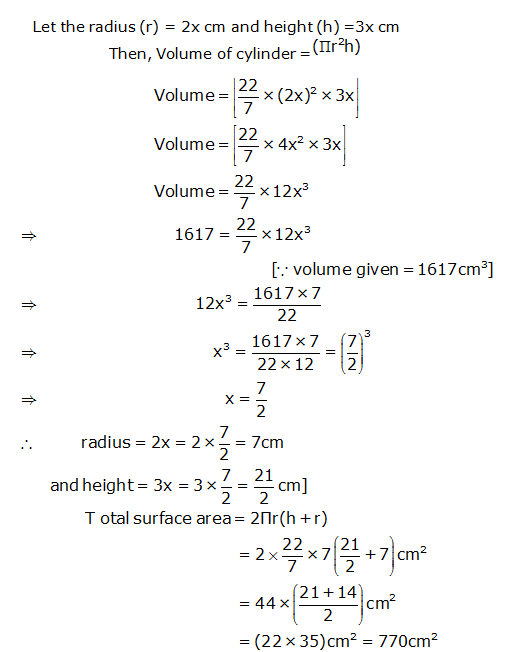 Let the radius (r) = 2x cm and height (h) =3x cm
Then, Volume of cylinder = (Πr²h)
Volume = [22/7 × (2x)² × 3x]
Volume = [22/7 × 4x² × 3x]
Volume = 22/7 × 12x³
⇒ 1617 = 22/7 × 12x³
[∵ volume given = 1617cm³]
⇒ 12x³ = (1617 × 7)/22
⇒ x³ = (1617 × 7)/(22 × 12) = (7/2)³
⇒ x = 7/2
∴ radius = 2x = 2 × 7/2 = 7cm
and height = 3x = 3 × 7/2 = 21/2 cm]
T otal surface area = 2Πr(h + r)
= 2 × 22/7 × 7(21/2 + 7)cm²
= 44 × ((21 + 14)/2)cm²
= (22 × 35)cm² = 770cm²